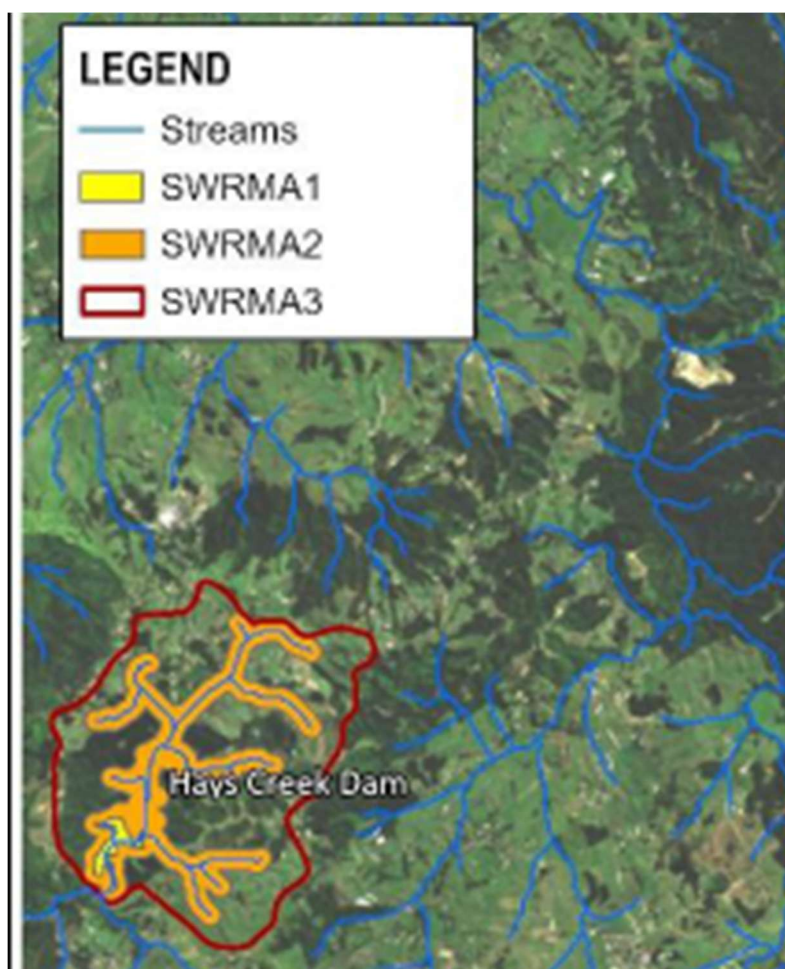 LEGEND
Streams
SWRMA1
SWRMA2
SWRMA3
Hays Creek Dam